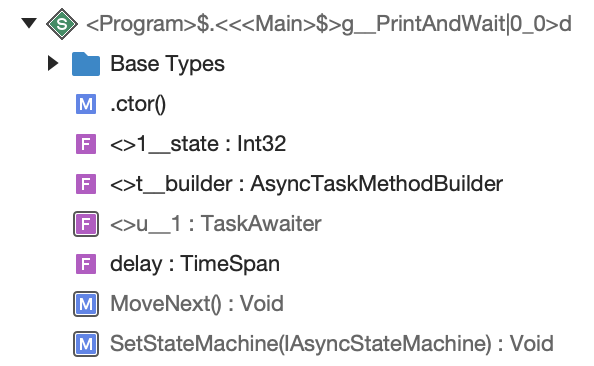 S <Program>$.<<<Main>$>g__PrintAndWait|0_0>d
Base Types
M .ctor()
F <>1__state : Int32
F <>t__builder : AsyncTaskMethodBuilder
F <>u__1 : TaskAwaiter
F delay : TimeSpan
M MoveNext() : Void
M SetStateMachine(IAsyncStateMachine) : Void